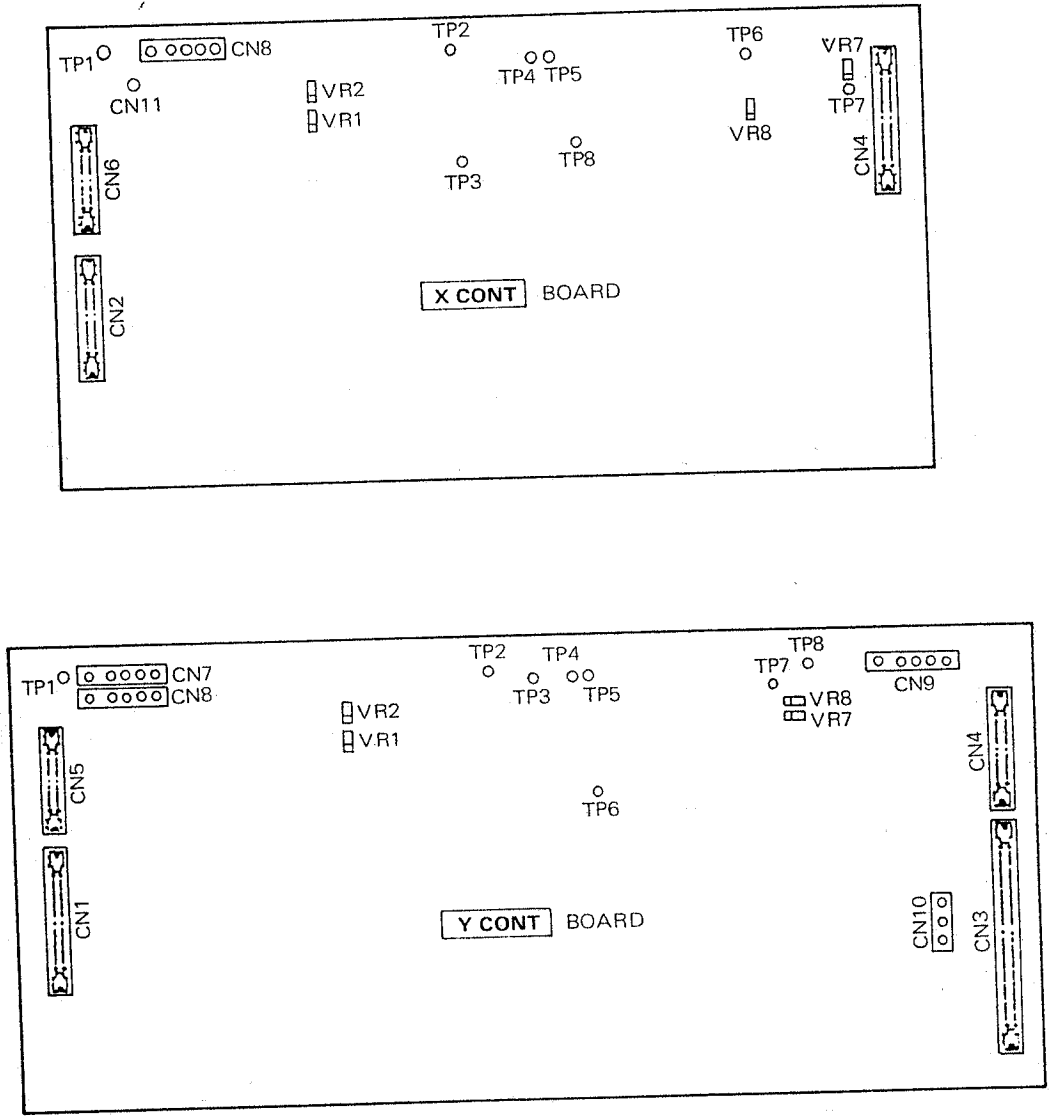 TP1 CN8 TP2 TP6 VR7
TP4 TP5
CN11 VR2 TP7
VR1 VR8
CN6 TP3 TP8 CN4
CN2 X CONT BOARD
TP2 TP4 TP8
TP1 CN7 TP7
CN8 TP3 TP5 CN9
VR2 VR8
V.R1 VR7
CN5 CN4
TP6
CN1 Y CONT BOARD CN10 CN3